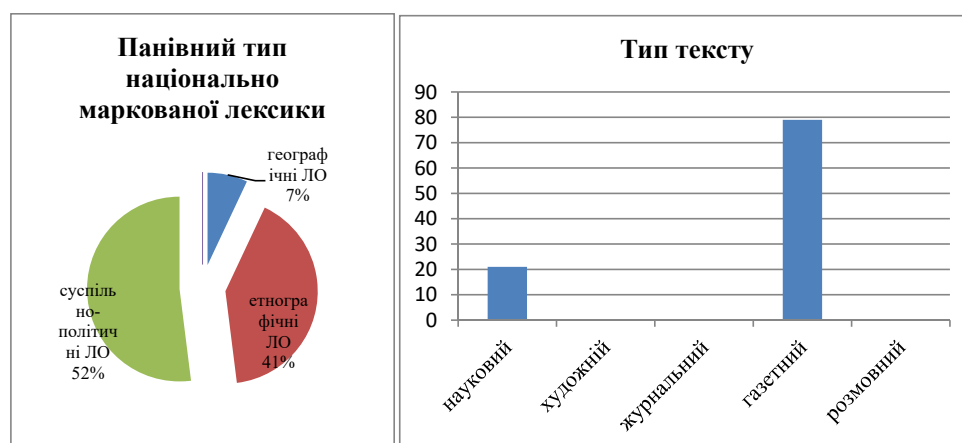 Панівний тип
національно
маркованої лексики
географ
ічні ЛО
7%
етногра
фічні
ЛО
41%
суспіль
но-
політич
ні ЛО
52%
Тип тексту
90
80
70
60
50
40
30
20
10
0
науковий
художній
журнальний
газетний
розмовний